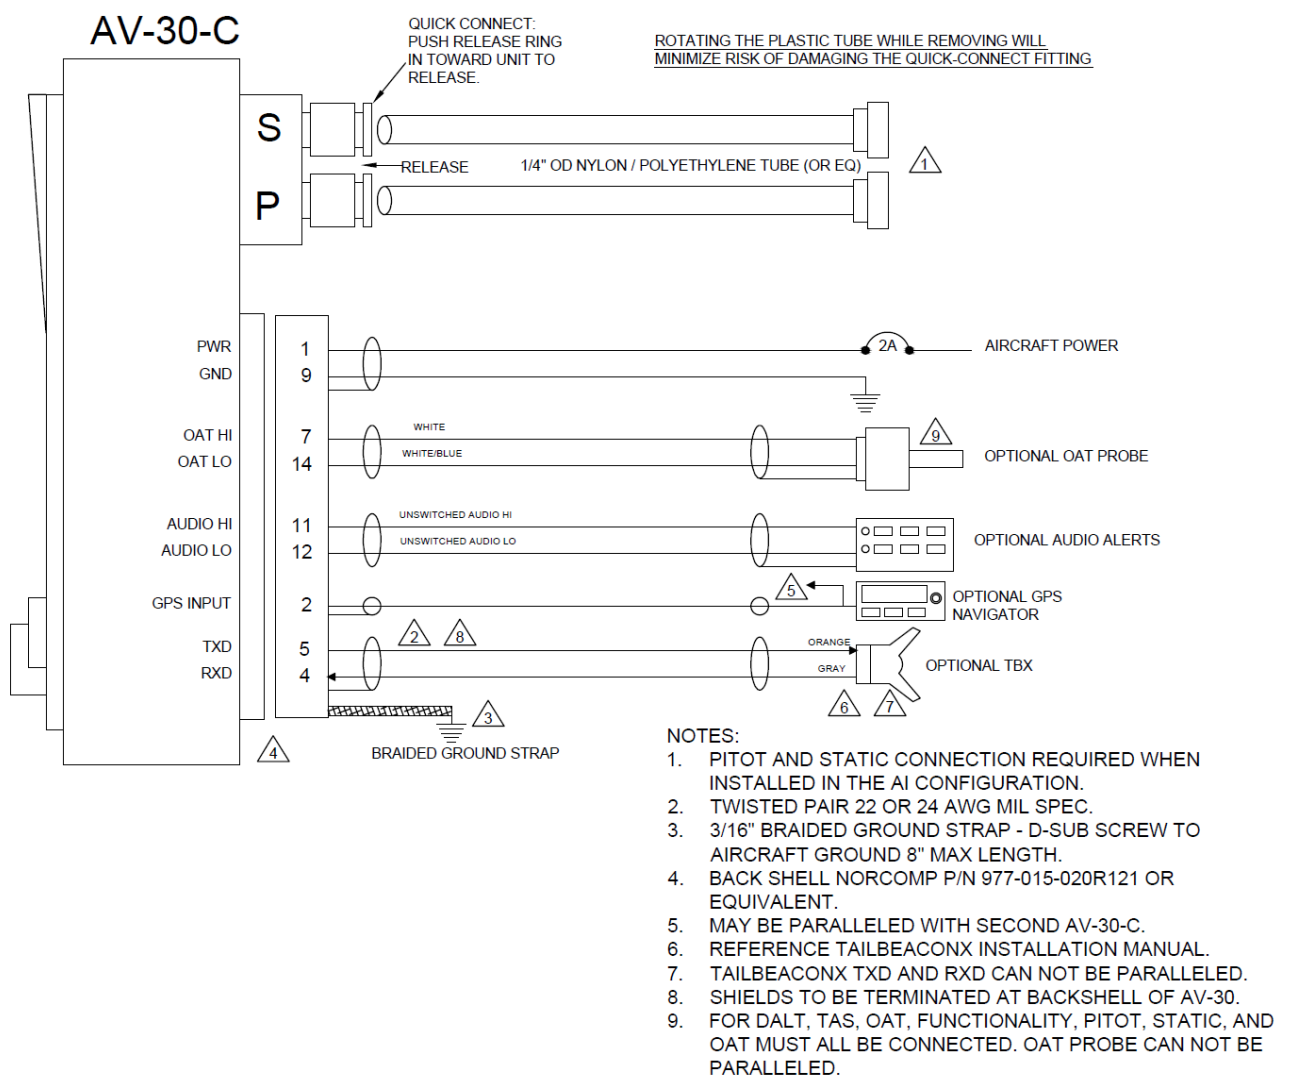 AV-30-C
QUICK CONNECT:
PUSH RELEASE RING
IN TOWARD UNIT TO
RELEASE.
ROTATING THE PLASTIC TUBE WHILE REMOVING WILL
MINIMIZE RISK OF DAMAGING THE QUICK-CONNECT FITTING
S
RELEASE
1/4" OD NYLON / POLYETHYLENE TUBE (OR EQ)
1
P
PWR
1
2A
AIRCRAFT POWER
GND
9
OAT HI
7
WHITE
9
OAT LO
14
WHITE/BLUE
OPTIONAL OAT PROBE
AUDIO HI
11
UNSWITCHED AUDIO HI
AUDIO LO
12
UNSWITCHED AUDIO LO
OPTIONAL AUDIO ALERTS
5
GPS INPUT
2
OPTIONAL GPS
NAVIGATOR
2
8
TXD
5
ORANGE
RXD
4
GRAY
OPTIONAL TBX
6
7
3
4
BRAIDED GROUND STRAP
NOTES:
1. PITOT AND STATIC CONNECTION REQUIRED WHEN
INSTALLED IN THE AI CONFIGURATION.
2. TWISTED PAIR 22 OR 24 AWG MIL SPEC.
3. 3/16" BRAIDED GROUND STRAP - D-SUB SCREW TO
AIRCRAFT GROUND 8" MAX LENGTH.
4. BACK SHELL NORCOMP P/N 977-015-020R121 OR
EQUIVALENT.
5. MAY BE PARALLELED WITH SECOND AV-30-C.
6. REFERENCE TAILBEACONX INSTALLATION MANUAL.
7. TAILBEACONX TXD AND RXD CAN NOT BE PARALLELED.
8. SHIELDS TO BE TERMINATED AT BACKSHELL OF AV-30.
9. FOR DALT, TAS, OAT, FUNCTIONALITY, PITOT, STATIC, AND
OAT MUST ALL BE CONNECTED. OAT PROBE CAN NOT BE
PARALLELED.